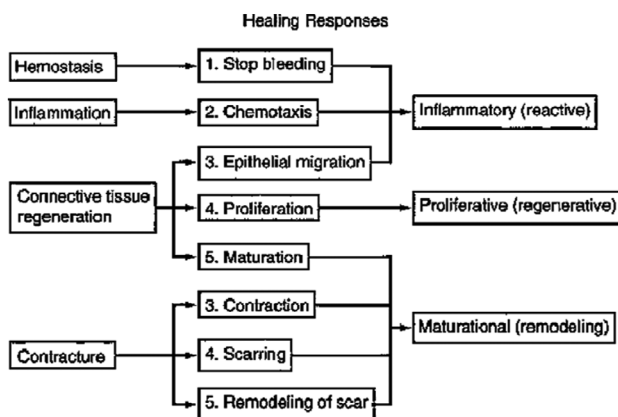 Healing Responses
Hemostasis
1. Stop bleeding
Inflammation
2. Chemotaxis
Inflammatory (reactive)
3. Epithelial migration
Connective tissue
regeneration
4. Proliferation
Proliferative (regenerative)
5. Maturation
3. Contraction
Maturational (remodeling)
Contracture
4. Scarring
5. Remodeling of scar